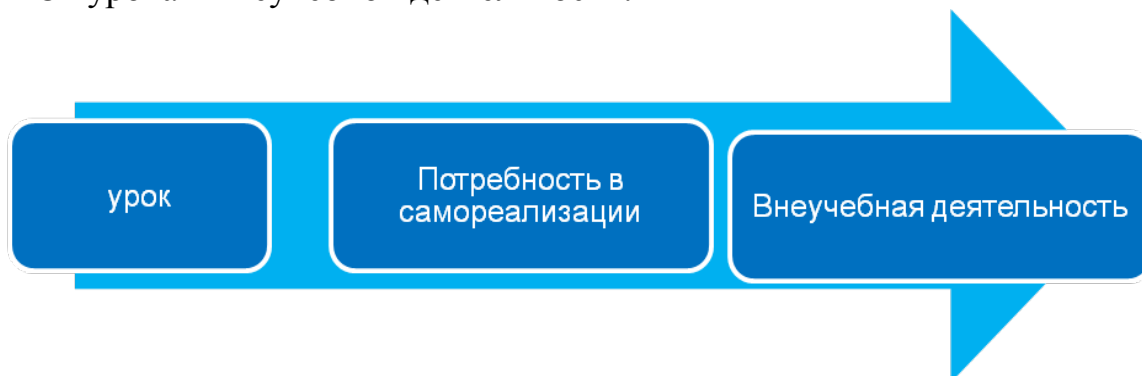 урок
Потребность в
самореализации
Внеучебная деятельность